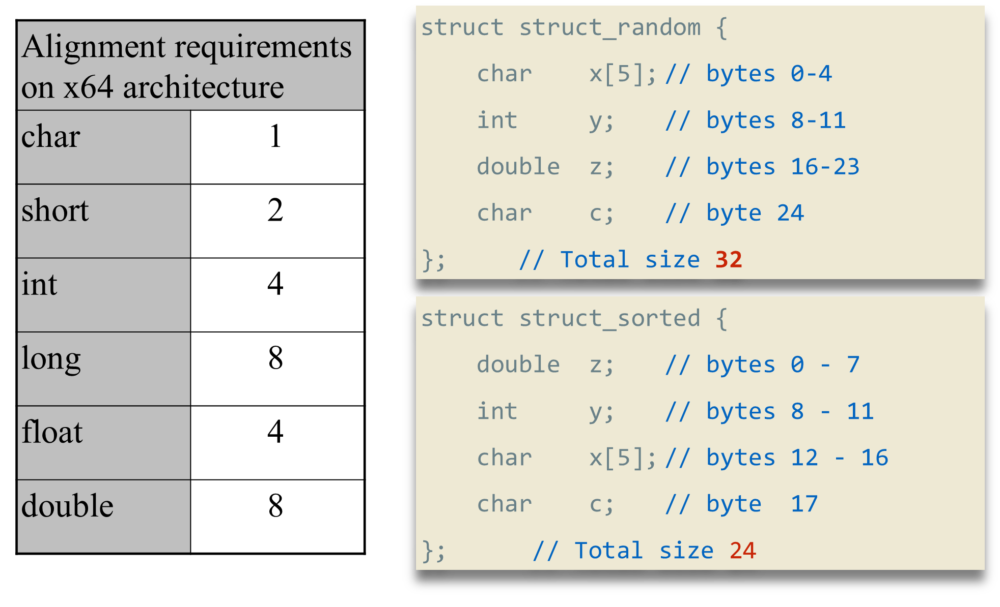 Alignment requirements
on x64 architecture
char 1
short 2
int 4
long 8
float 4
double 8
struct struct_random {
    char    x[5]; // bytes 0-4
    int     y;    // bytes 8-11
    double  z;    // bytes 16-23
    char    c;    // byte 24
};     // Total size 32
struct struct_sorted {
    double  z;    // bytes 0 - 7
    int     y;    // bytes 8 - 11
    char    x[5]; // bytes 12 - 16
    char    c;    // byte  17
};      // Total size 24